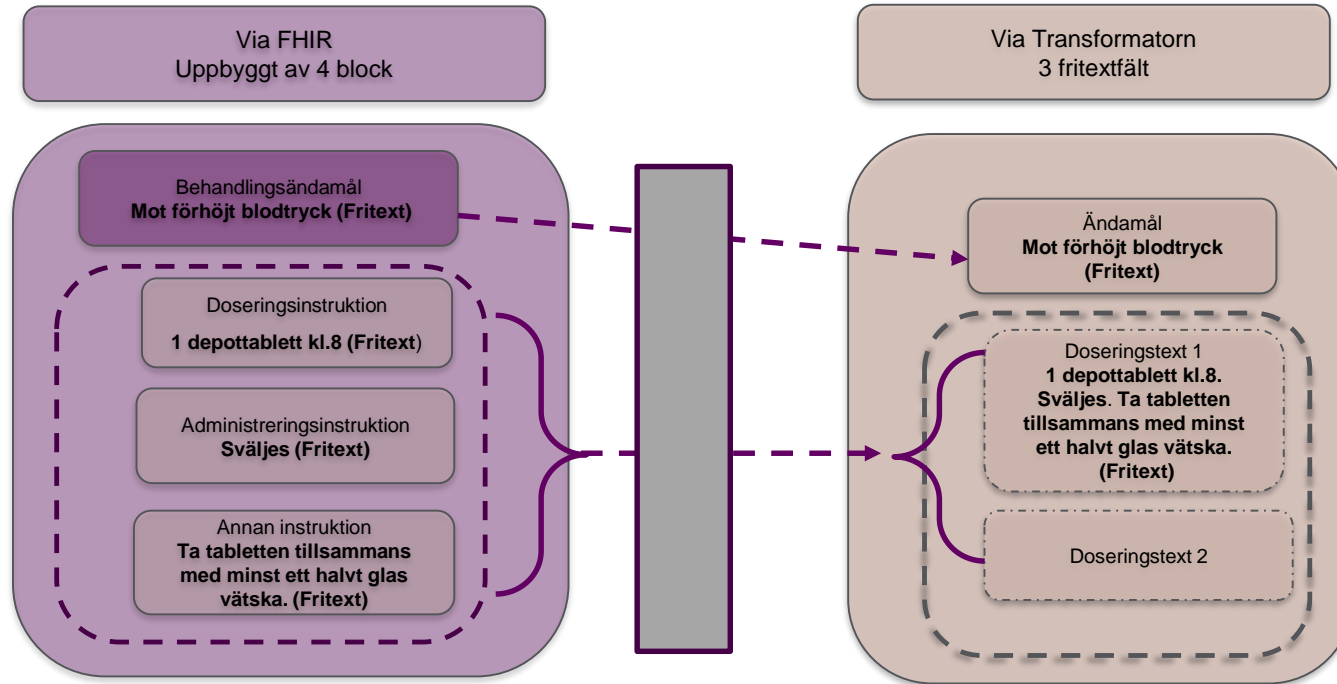 Via FHIR
Uppbyggt av 4 block
Behandlingsändamål
Mot förhöjt blodtryck (Fritext)
Doseringsinstruktion
1 depottablett kl.8 (Fritext)
Administreringsinstruktion
Sväljes (Fritext)
Annan instruktion
Ta tabletten tillsammans
med minst ett halvt glas
vätska. (Fritext)
Via Transformatorn
3 fritextfält
Ändamål
Mot förhöjt blodtryck
(Fritext)
Doseringstext 1
1 depottablett kl.8.
Sväljes. Ta tabletten
tillsammans med minst
ett halvt glas vätska.
(Fritext)
Doseringstext 2